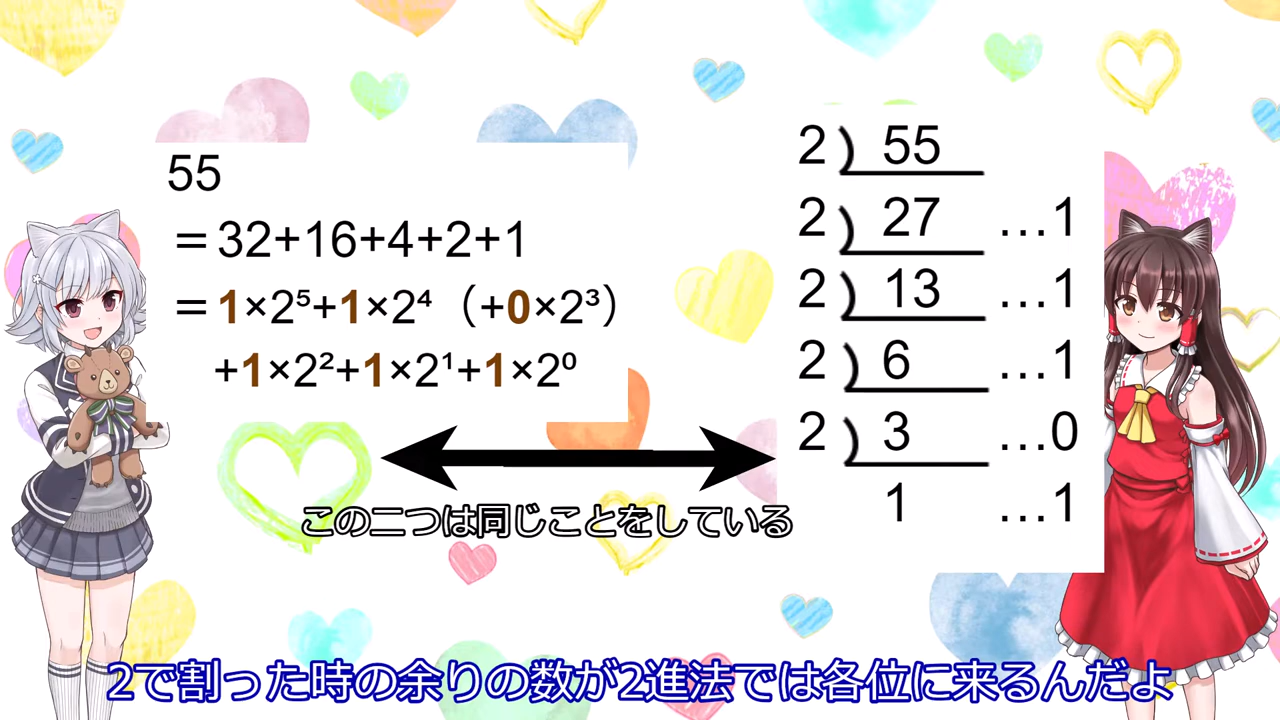 55
＝32+16+4+2+1
＝1×2⁵+1×2⁴（+0×2³）
+1×2²+1×2¹+1×2⁰
2) 55
2) 27 …1
2) 13 …1
2) 6 …1
2) 3 …0
1 …1
この二つは同じことをしている
2で割った時の余りの数が2進法では各位に来るんだよ